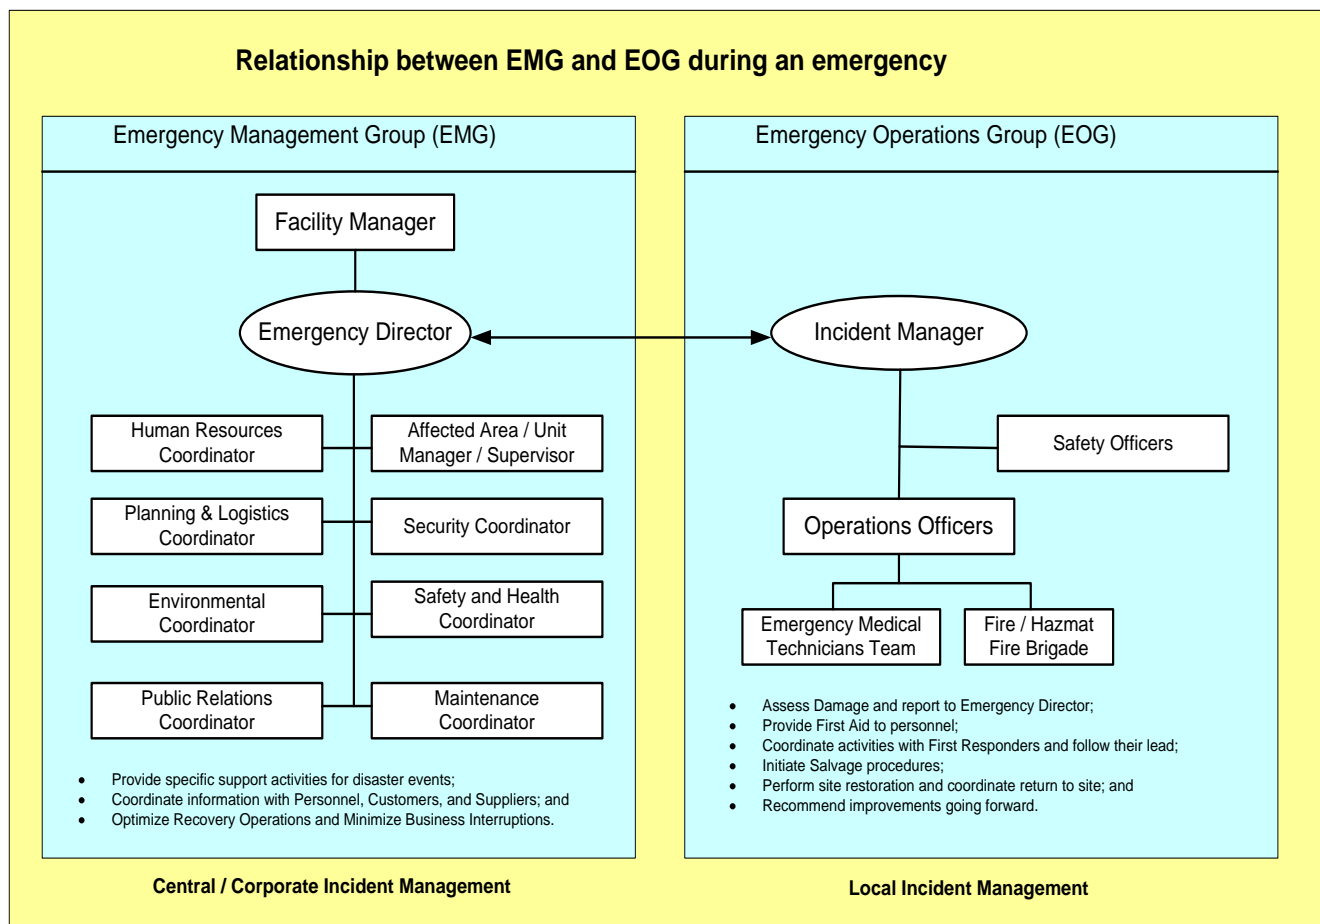 Relationship between EMG and EOG during an emergency
Emergency Management Group (EMG)
Facility Manager
Emergency Director
Human Resources
Coordinator
Affected Area / Unit
Manager / Supervisor
Planning & Logistics
Coordinator
Security Coordinator
Environmental
Coordinator
Safety and Health
Coordinator
Public Relations
Coordinator
Maintenance
Coordinator
• Provide specific support activities for disaster events;
• Coordinate information with Personnel, Customers, and Suppliers; and
• Optimize Recovery Operations and Minimize Business Interruptions.
Central / Corporate Incident Management
Emergency Operations Group (EOG)
Incident Manager
Safety Officers
Operations Officers
Emergency Medical
Technicians Team
Fire / Hazmat
Fire Brigade
• Assess Damage and report to Emergency Director;
• Provide First Aid to personnel;
• Coordinate activities with First Responders and follow their lead;
• Initiate Salvage procedures;
• Perform site restoration and coordinate return to site; and
• Recommend improvements going forward.
Local Incident Management